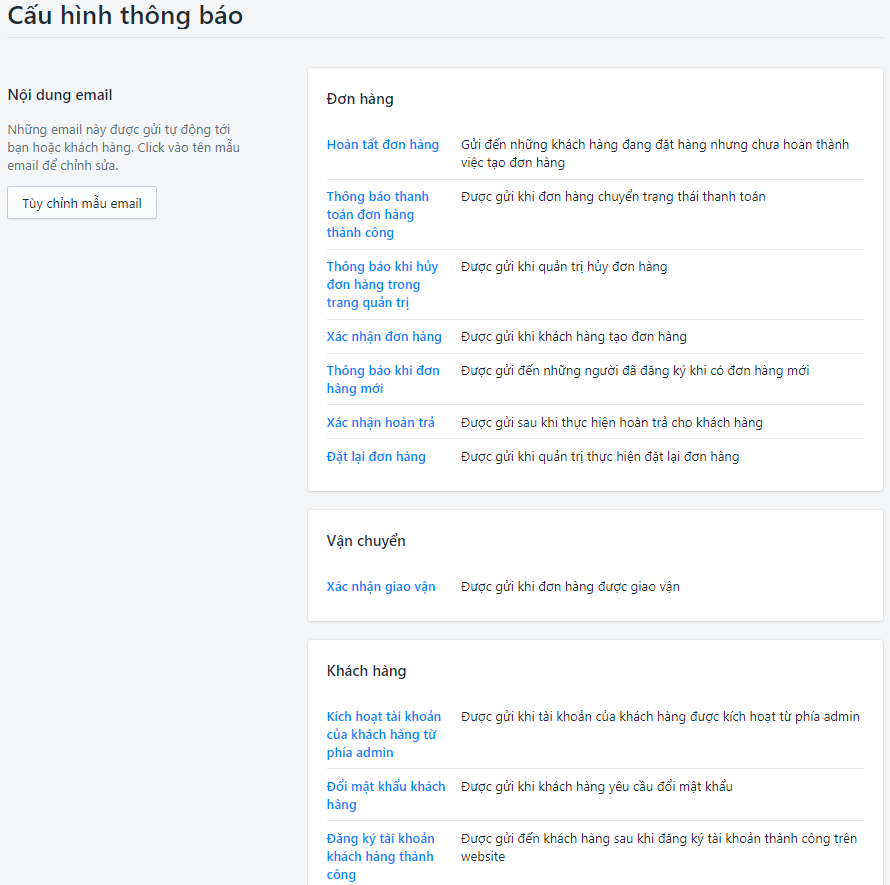 Cấu hình thông báo
Nội dung email
Những email này được gửi tự động tới
bạn hoặc khách hàng. Click vào tên mẫu
email để chỉnh sửa.
Tùy chỉnh mẫu email
Đơn hàng
Hoàn tất đơn hàng
Gửi đến những khách hàng đang đặt hàng nhưng chưa hoàn thành
việc tạo đơn hàng
Thông báo thanh
toán đơn hàng
thành công
Được gửi khi đơn hàng chuyển trạng thái thanh toán
Thông báo khi hủy
đơn hàng trong
trang quản trị
Được gửi khi quản trị hủy đơn hàng
Xác nhận đơn hàng
Được gửi khi khách hàng tạo đơn hàng
Thông báo khi đơn
hàng mới
Được gửi đến những người đã đăng ký khi có đơn hàng mới
Xác nhận hoàn trả
Được gửi sau khi thực hiện hoàn trả cho khách hàng
Đặt lại đơn hàng
Được gửi khi quản trị thực hiện đặt lại đơn hàng
Vận chuyển
Xác nhận giao vận
Được gửi khi đơn hàng được giao vận
Khách hàng
Kích hoạt tài khoản
của khách hàng từ
phía admin
Được gửi khi tài khoản của khách hàng được kích hoạt từ phía admin
Đổi mật khẩu khách
hàng
Được gửi khi khách hàng yêu cầu đổi mật khẩu
Đăng ký tài khoản
khách hàng thành
công
Được gửi đến khách hàng sau khi đăng ký tài khoản thành công trên
website